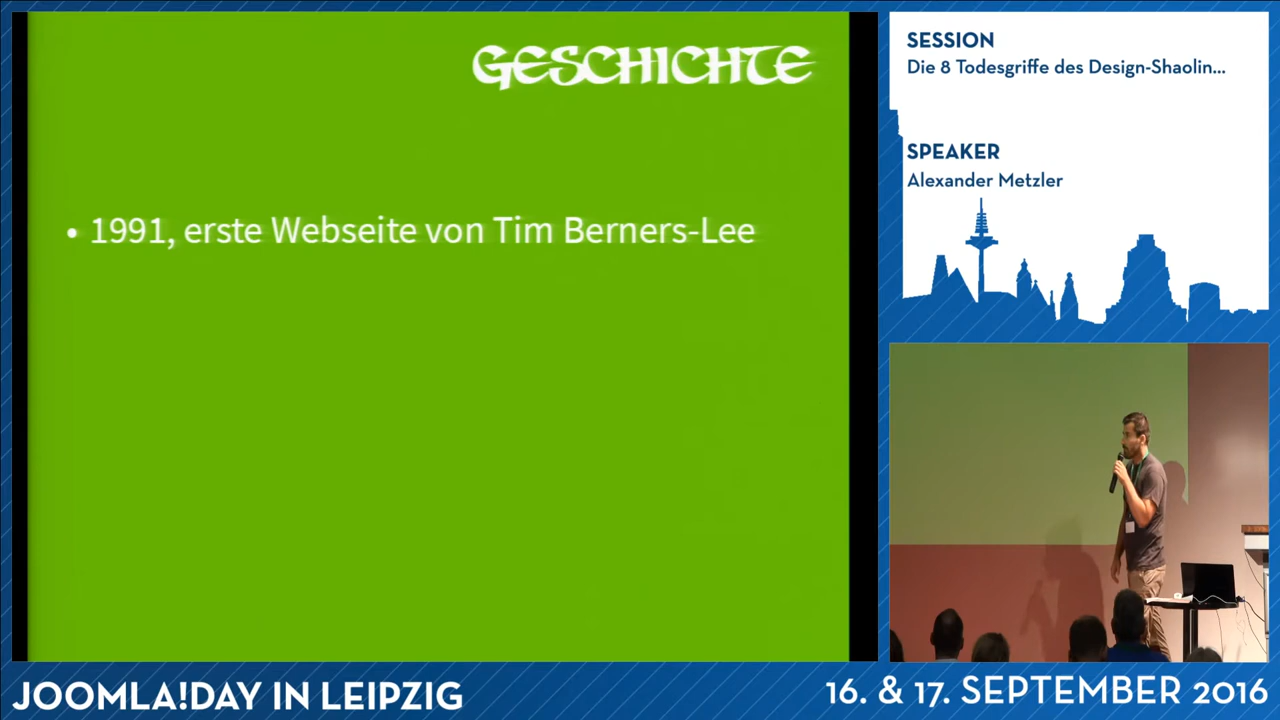 GESCHICHTE
• 1991, erste Webseite von Tim Berners-Lee
SESSION
Die 8 Todesgriffe des Design-Shaolin...
SPEAKER
Alexander Metzler
JOOMLA!DAY IN LEIPZIG
16. & 17. SEPTEMBER 2016